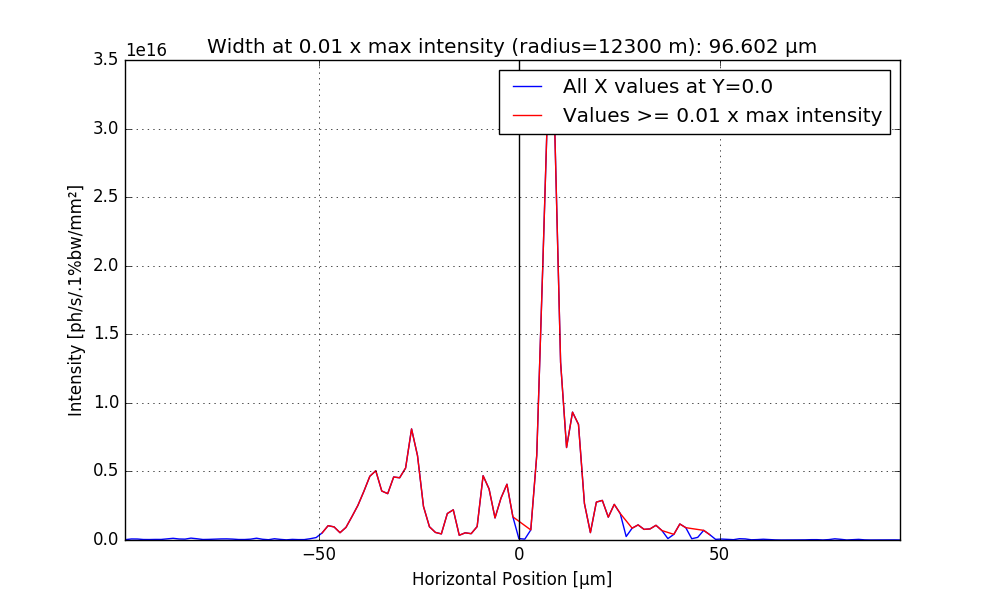 Width at 0.01 x max intensity (radius=12300 m): 96.602 µm
1e16
All X values at Y=0.0
Values >= 0.01 x max intensity
3.5
3.0
2.5
2.0
1.5
1.0
0.5
0.0
Intensity [ph/s/.1%bw/mm²]
−50
0
50
Horizontal Position [µm]